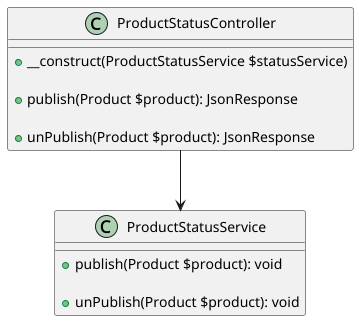 C ProductStatusController
__construct(ProductStatusService $statusService)
publish(Product $product): JsonResponse
unPublish(Product $product): JsonResponse
C ProductStatusService
publish(Product $product): void
unPublish(Product $product): void